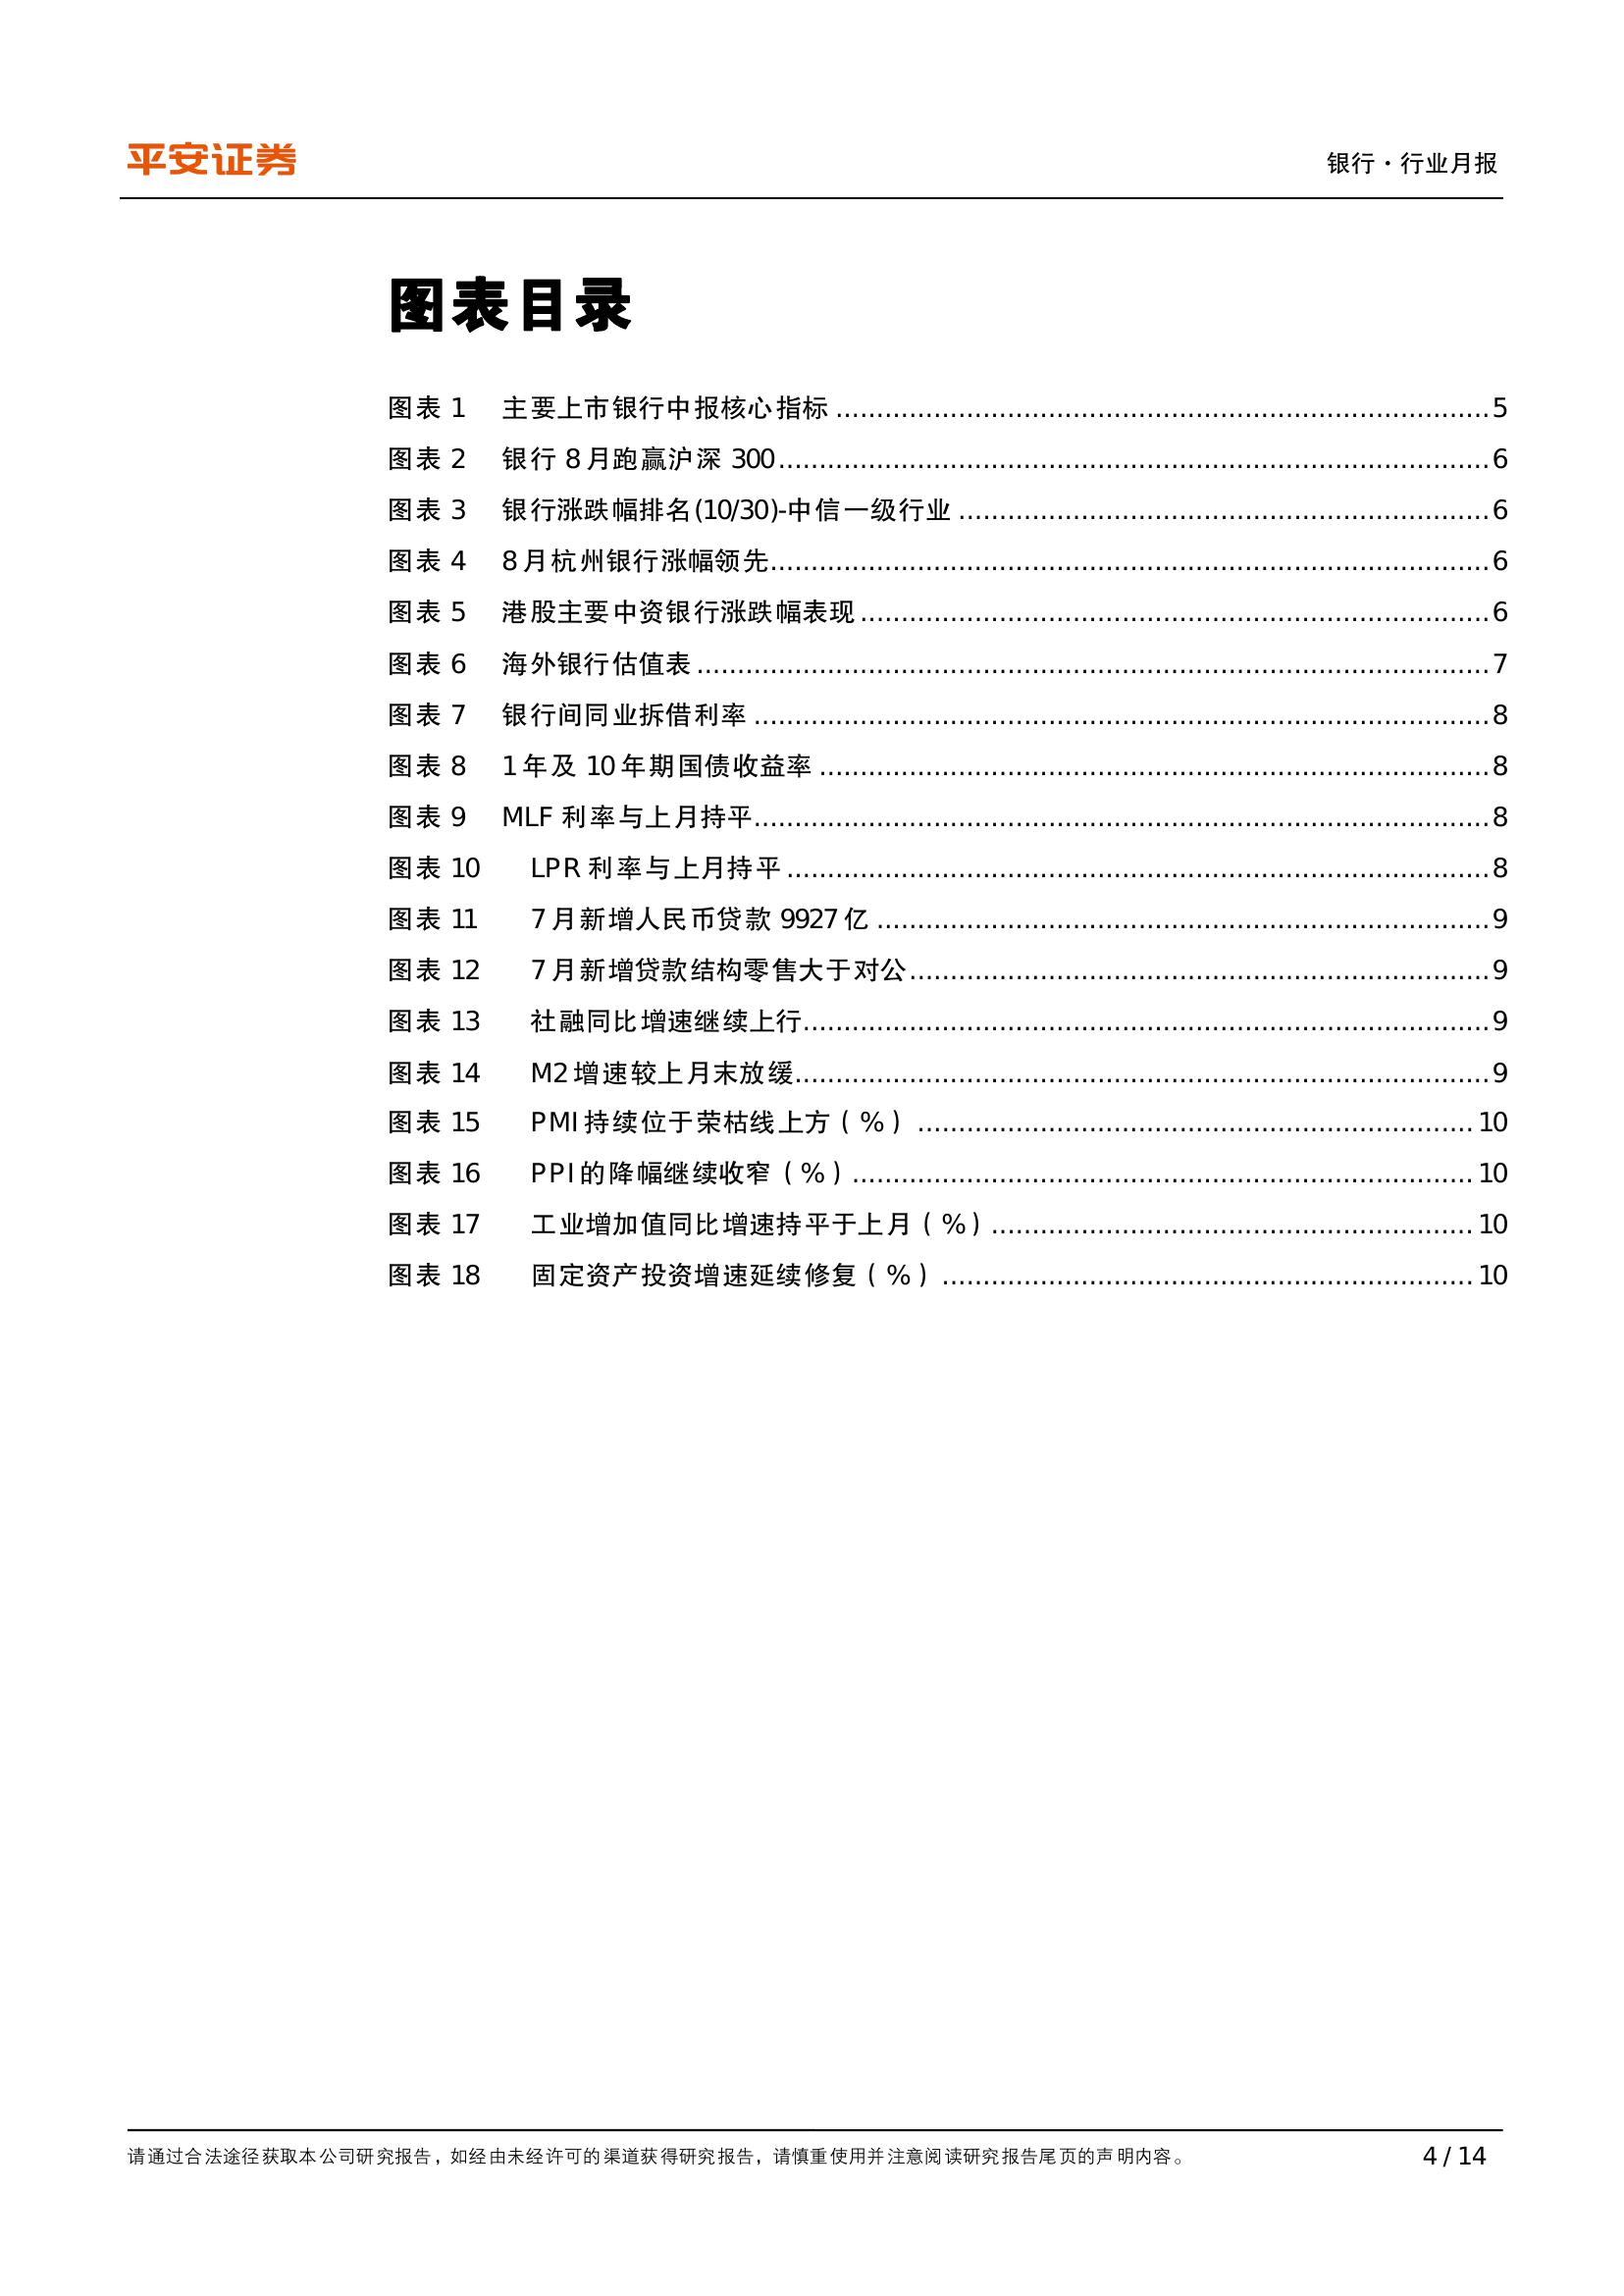 平安证券
银行·行业月报
图表目录
图表 1 主要上市银行中报核心指标 ........ 5
图表 2 银行 8 月跑赢沪深 300 ........ 6
图表 3 银行涨跌幅排名(10/30)-中信一级行业 ........ 6
图表 4 8 月杭州银行涨幅领先 ........ 6
图表 5 港股主要中资银行涨跌幅表现 ........ 6
图表 6 海外银行估值表 ........ 7
图表 7 银行间同业拆借利率 ........ 8
图表 8 1 年及 10 年期国债收益率 ........ 8
图表 9 MLF 利率与上月持平 ........ 8
图表 10 LPR 利率与上月持平 ........ 8
图表 11 7 月新增人民币贷款 9927 亿 ........ 9
图表 12 7 月新增贷款结构零售大于对公 ........ 9
图表 13 社融同比增速继续上行 ........ 9
图表 14 M2 增速较上月末放缓 ........ 9
图表 15 PMI 持续位于荣枯线上方（%） ........ 10
图表 16 PPI 的降幅继续收窄（%） ........ 10
图表 17 工业增加值同比增速持平于上月（%） ........ 10
图表 18 固定资产投资增速延续修复（%） ........ 10
请通过合法途径获取本公司研究报告，如经由未经许可的渠道获得研究报告，请慎重使用并注意阅读研究报告尾页的声明内容。 4 / 14